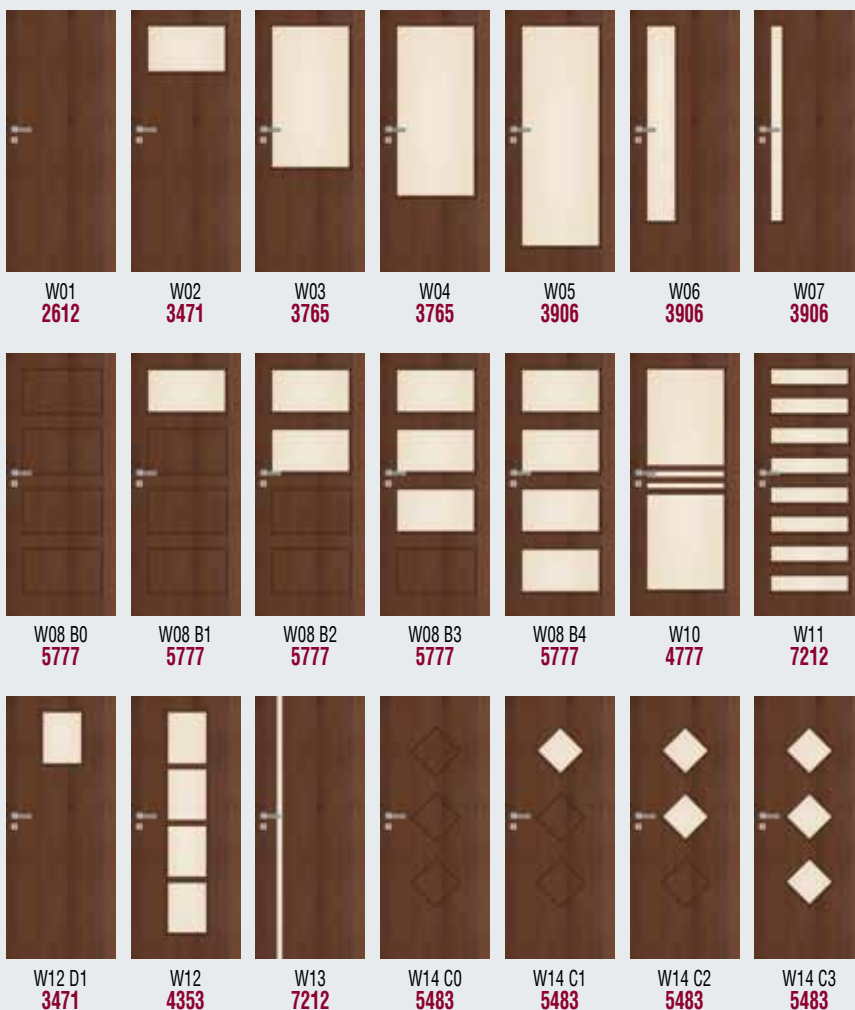 W01 W02 W03 W04 W05 W06 W07
2612 3471 3765 3765 3906 3906 3906
W08 B0 W08 B1 W08 B2 W08 B3 W08 B4 W10 W11
5777 5777 5777 5777 5777 4777 7212
W12 D1 W12 W13 W14 C0 W14 C1 W14 C2 W14 C3
3471 4353 7212 5483 5483 5483 5483